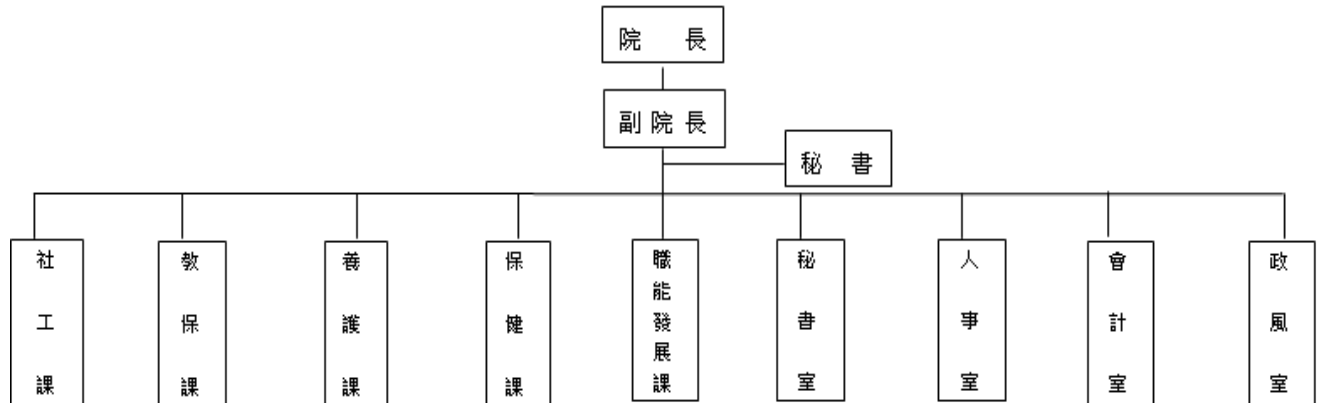 院 長
副院長
秘 書
社工課
教保課
養護課
保健課
職能發展課
秘書室
人事室
會計室
政風室